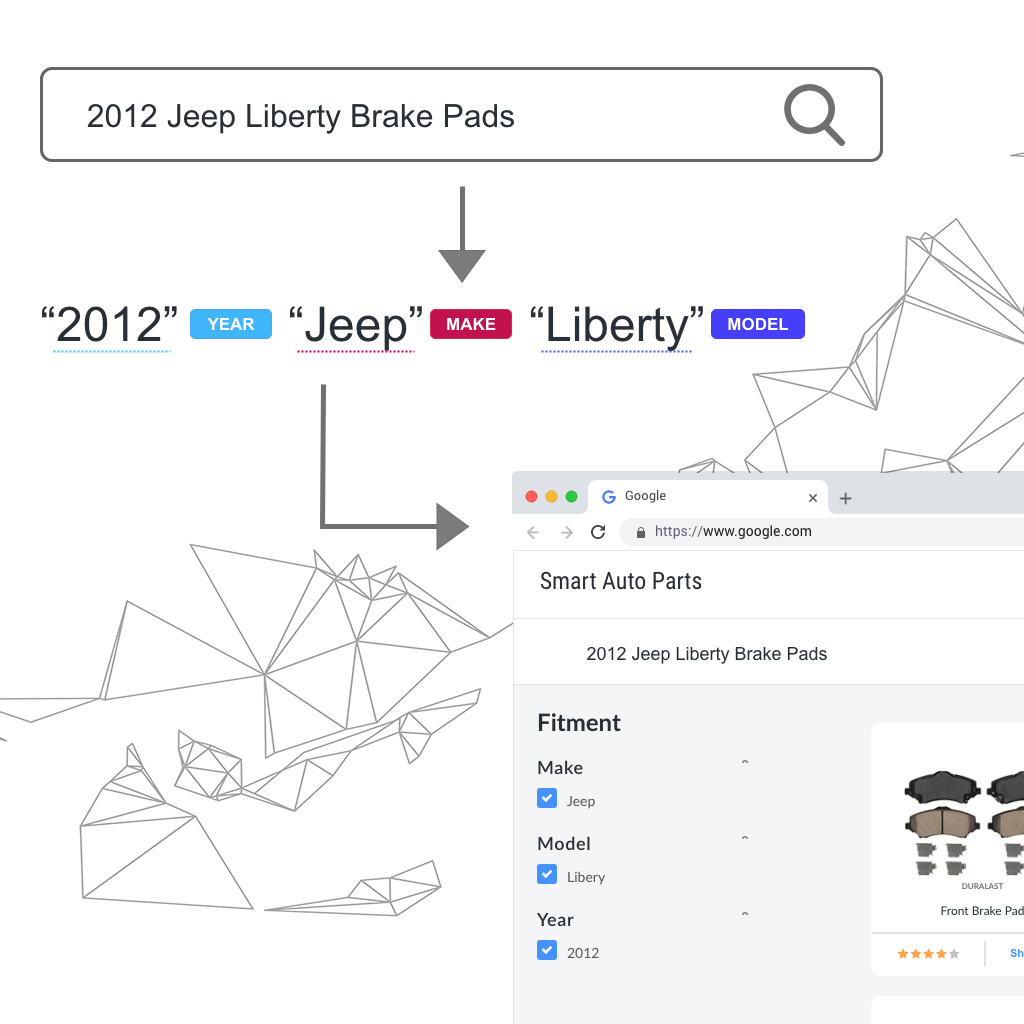 2012 Jeep Liberty Brake Pads
“2012” YEAR “Jeep” MAKE “Liberty” MODEL
Google
https://www.google.com
Smart Auto Parts
2012 Jeep Liberty Brake Pads
Fitment
Make
Jeep
Model
Libery
Year
2012
DURALAST
Front Brake Pad
Sh